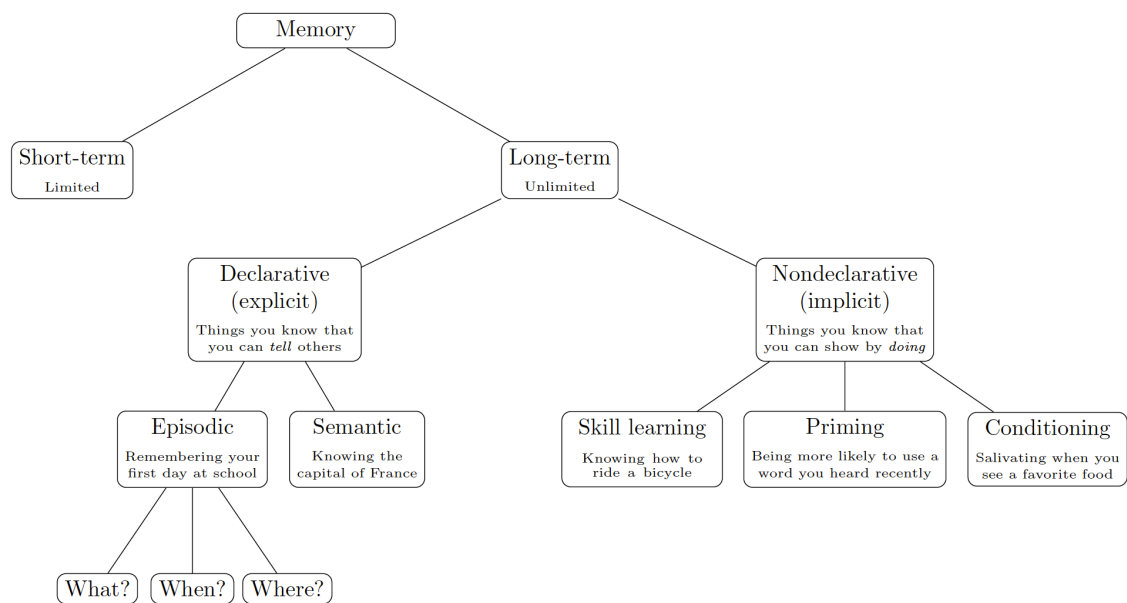 Memory
Short-term
Limited
Long-term
Unlimited
Declarative
(explicit)
Things you know that
you can tell others
Nondeclarative
(implicit)
Things you know that
you can show by doing
Episodic
Remembering your
first day at school
Semantic
Knowing the
capital of France
Skill learning
Knowing how to
ride a bicycle
Priming
Being more likely to use a
word you heard recently
Conditioning
Salivating when you
see a favorite food
What?
When?
Where?